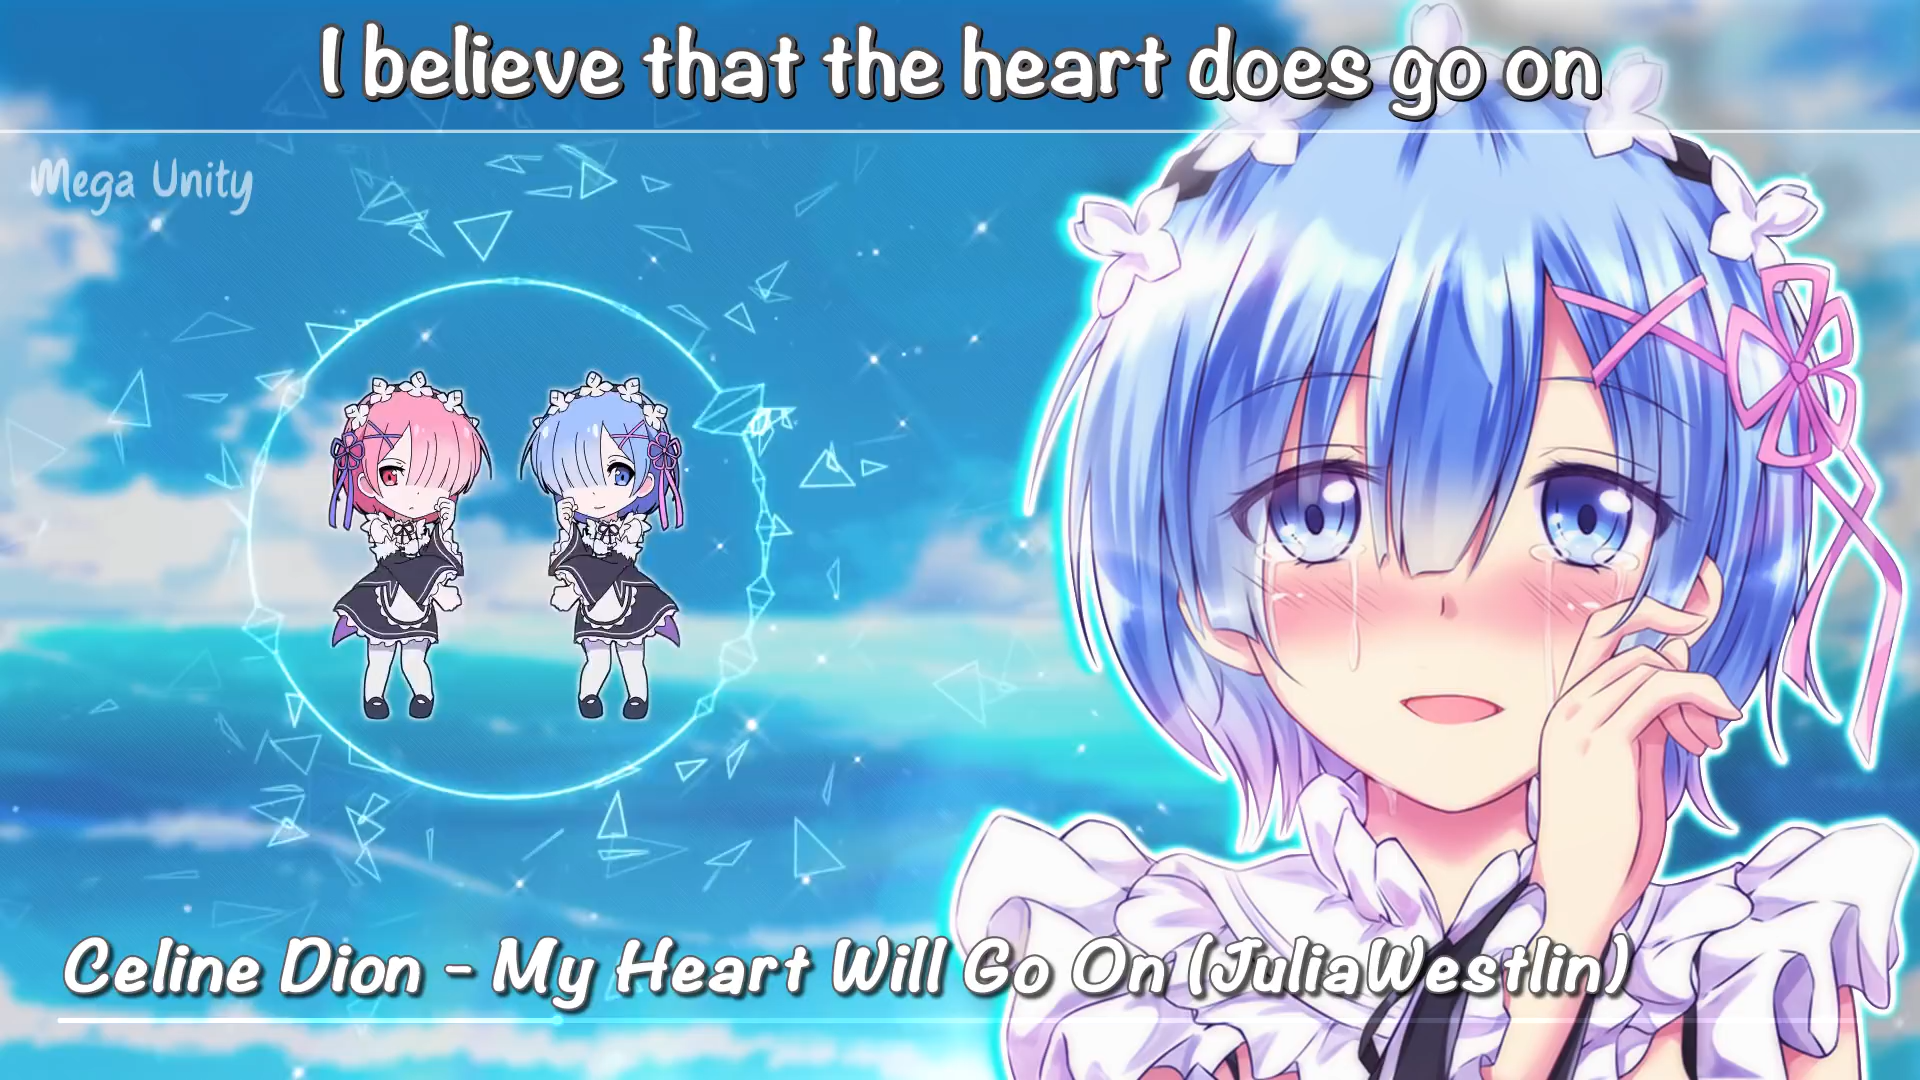 I believe that the heart does go on
Mega Unity
Celine Dion - My Heart Will Go On (JuliaWestlin)